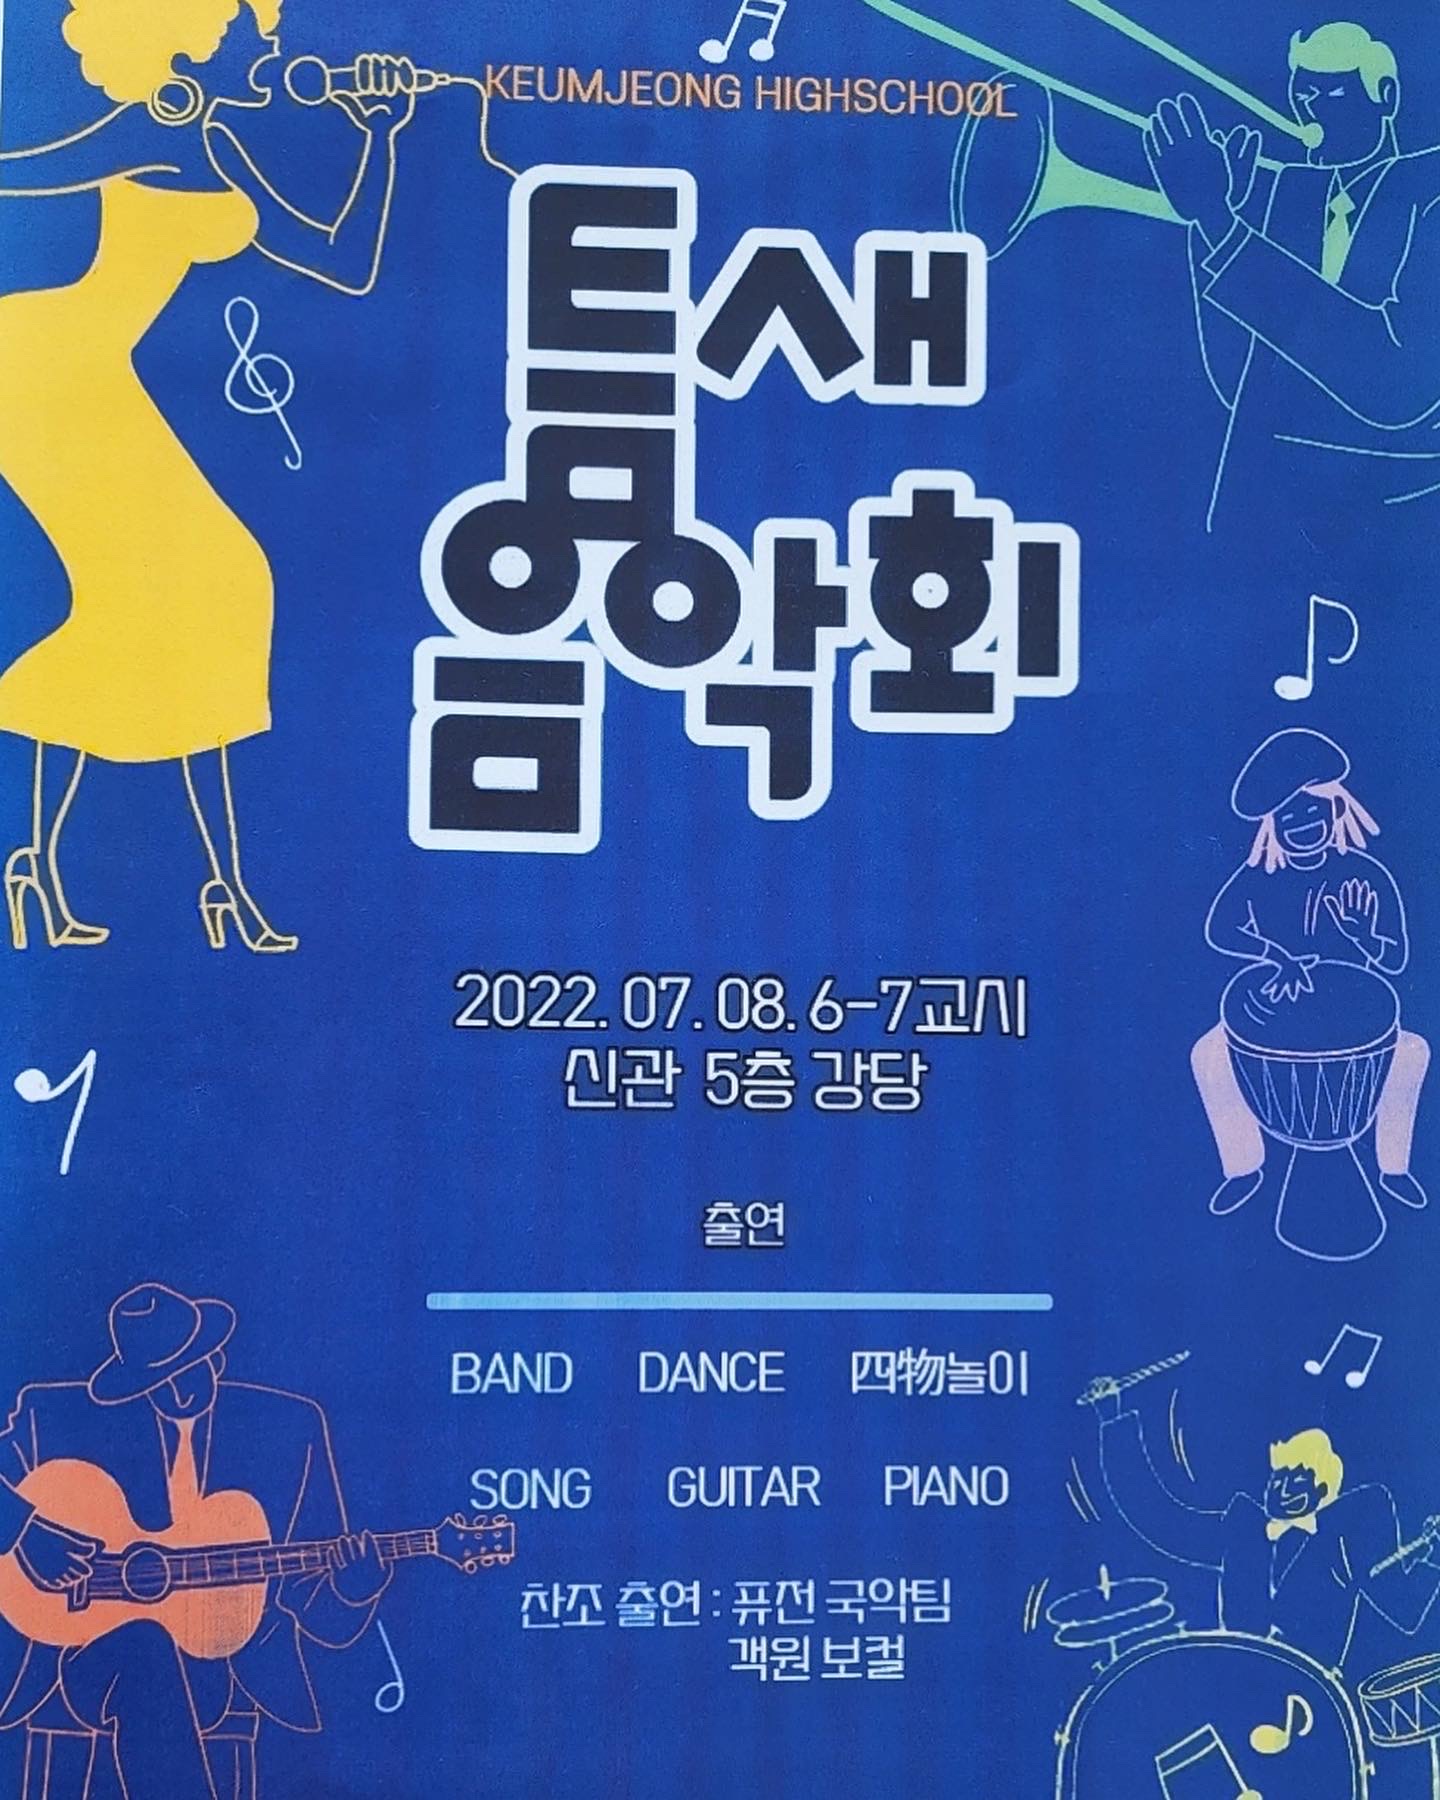 KEUMJEONG HIGHSCHOOL
틈새
음악회
2022. 07. 08. 6-7교시
신관 5층 강당
출연
BAND DANCE 四物놀이
SONG GUITAR PIANO
찬조 출연 : 퓨전 국악팀
객원 보컬